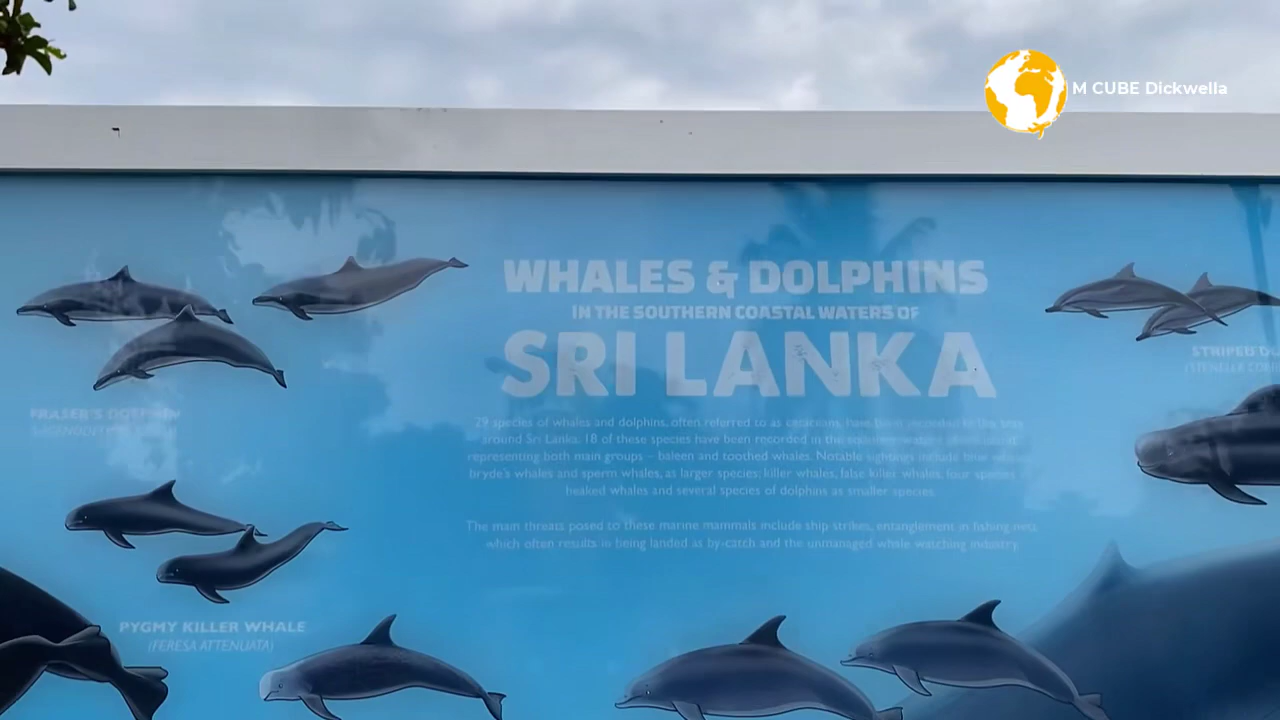 M CUBE Dickwella
WHALES & DOLPHINS
IN THE SOUTHERN COASTAL WATERS OF
SRI LANKA
29 species of whales and dolphins, often referred to as cetaceans, have been recorded in the seas
around Sri Lanka. 18 of these species have been recorded in the southern waters
representing both main groups – baleen and toothed whales. Notable sightings include blue
bryde's whales and sperm whales, as larger species; killer whales, false killer whales, four species
beaked whales and several species of dolphins as smaller species.
The main threats posed to these marine mammals include ship strikes, entanglement in fishing nets
which often results in being landed as by-catch and the unmanaged whale watching industry.
FRASER'S DOLPHIN
STRIPED
PYGMY KILLER WHALE
(FERESA ATTENUATA)